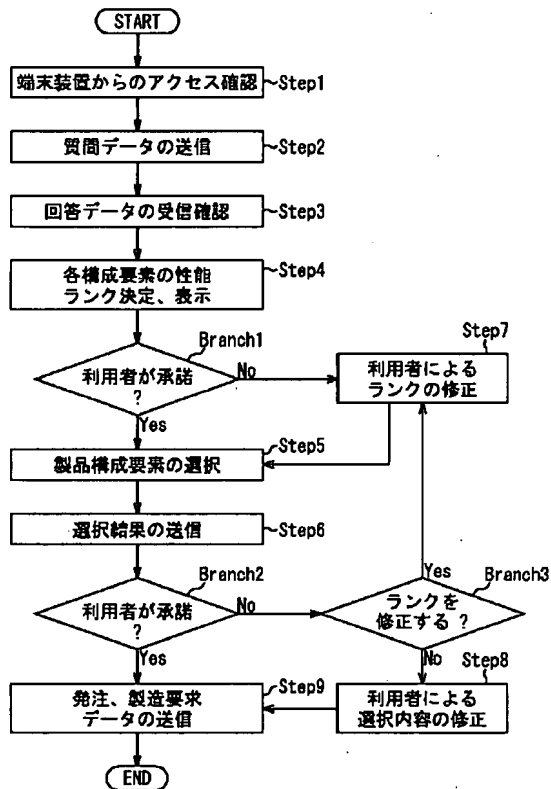 START
端末装置からのアクセス確認
Step1
質問データの送信
Step2
回答データの受信確認
Step3
各構成要素の性能
ランク決定、表示
Step4
Branch1
利用者が承諾
?
No
Yes
Step7
利用者による
ランクの修正
製品構成要素の選択
Step5
選択結果の送信
Step6
Branch2
利用者が承諾
?
No
Yes
Branch3
ランクを
修正する ?
Yes
No
Step8
利用者による
選択内容の修正
発注、製造要求
データの送信
Step9
END